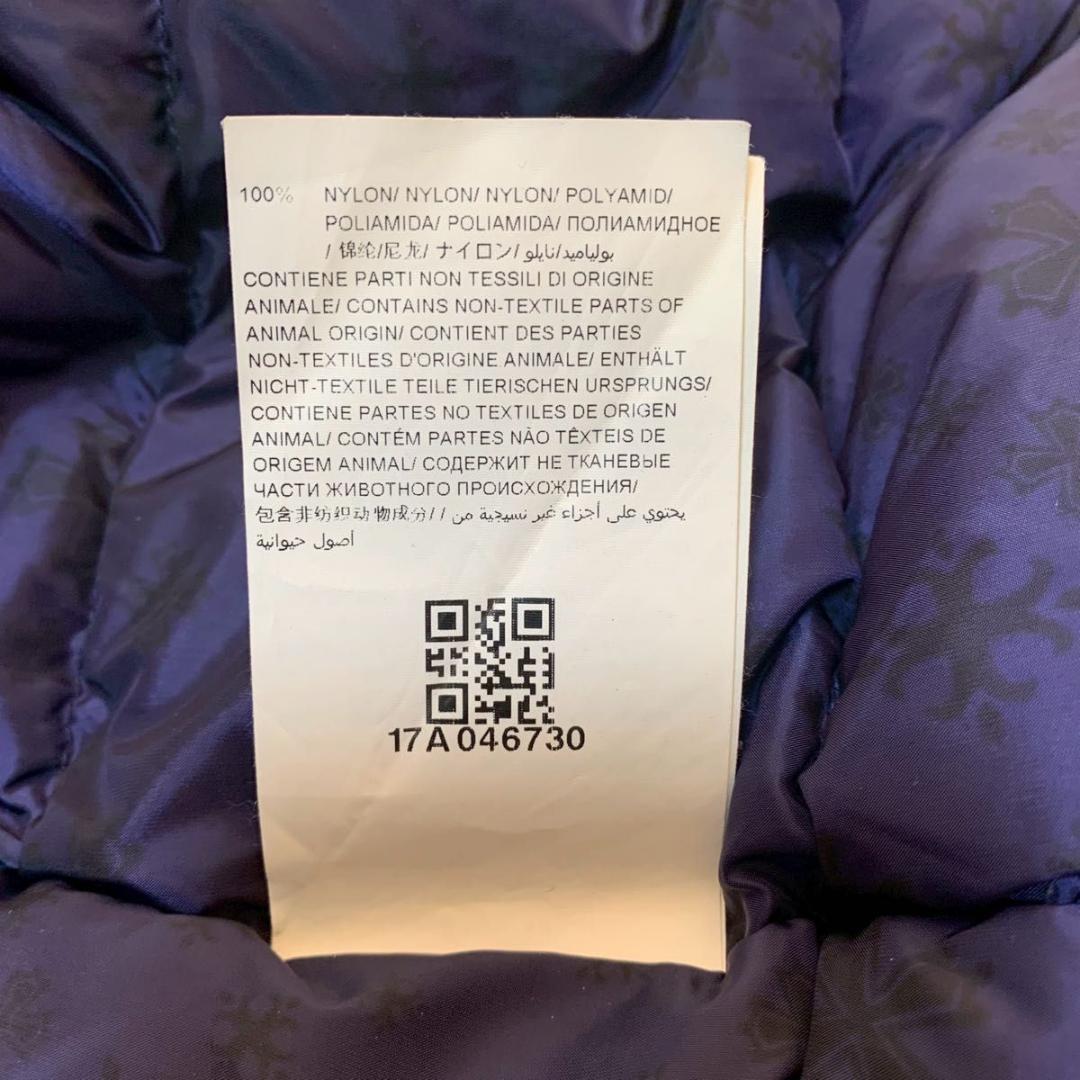 100% NYLON/ NYLON/ NYLON/ POLYAMID/
POLIAMIDA/ POLIAMIDA/ ПОЛИАМИДНОЕ
/ 锦纶/尼龙/ ナイロン/ بولياميد/نايلو
CONTIENE PARTI NON TESSILI DI ORIGINE
ANIMALE/ CONTAINS NON-TEXTILE PARTS OF
ANIMAL ORIGIN/ CONTIENT DES PARTIES
NON-TEXTILES D'ORIGINE ANIMALE/ ENTHÄLT
NICHT-TEXTILE TEILE TIERISCHEN URSPRUNGS/
CONTIENE PARTES NO TEXTILES DE ORIGEN
ANIMAL/ CONTÉM PARTES NÃO TÊXTEIS DE
ORIGEM ANIMAL/ СОДЕРЖИТ НЕ ТКАНЕВЫЕ
ЧАСТИ ЖИВОТНОГО ПРОИСХОЖДЕНИЯ/
包含非纺织动物成分/ / يحتوي على أجزاء غير نسيجية من
أصول حيوانية
17A 046730